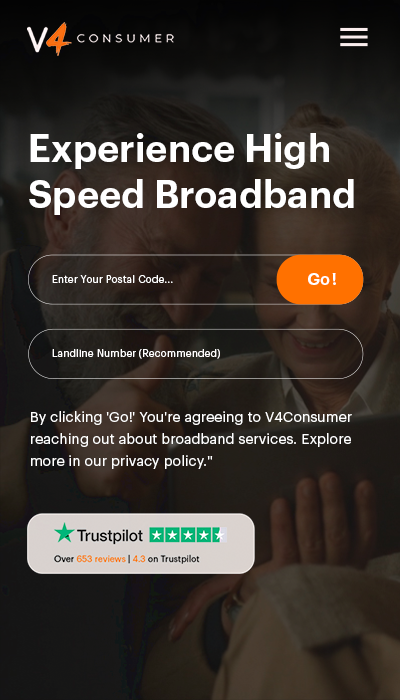 V4 CONSUMER
Experience High
Speed Broadband
Enter Your Postal Code...
Go!
Landline Number (Recommended)
By clicking 'Go!' You're agreeing to V4Consumer
reaching out about broadband services. Explore
more in our privacy policy."
Trustpilot
Over 653 reviews | 4.3 on Trustpilot